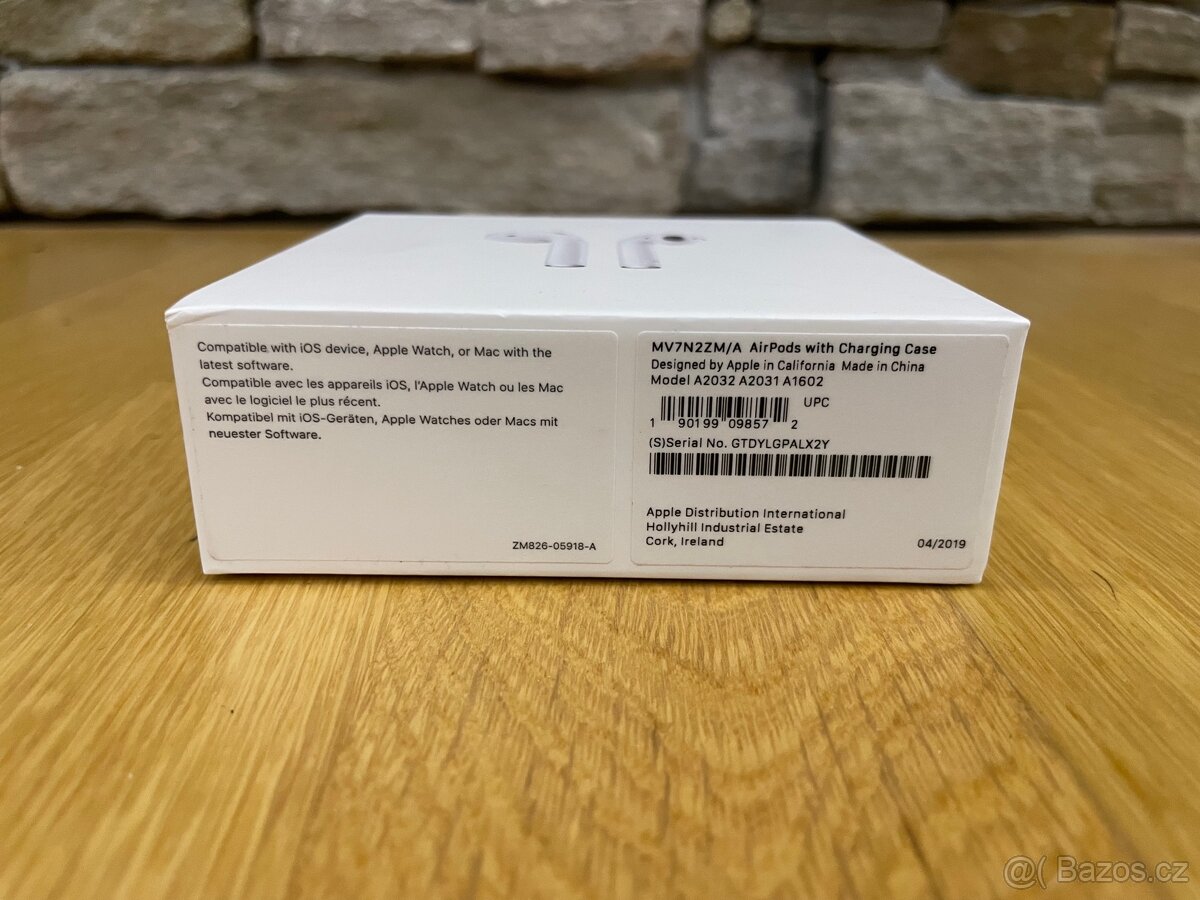 Compatible with iOS device, Apple Watch, or Mac with the
latest software.
Compatible avec les appareils iOS, l'Apple Watch ou les Mac
avec le logiciel le plus récent.
Kompatibel mit iOS-Geräten, Apple Watches oder Macs mit
neuester Software.
ZM826-05918-A
MV7N2ZM/A AirPods with Charging Case
Designed by Apple in California Made in China
Model A2032 A2031 A1602
UPC
1 90199 09857 2
(S)Serial No. GTDYLGPALX2Y
Apple Distribution International
Hollyhill Industrial Estate
Cork, Ireland
04/2019
@( Bazos.cz